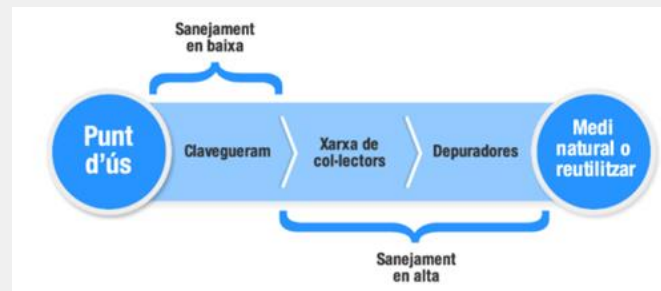 Sanejament
en baixa
Punt
d'ús
Clavegueram
Xarxa de
col·lectors
Depuradores
Medi
natural o
reutilitzar
Sanejament
en alta